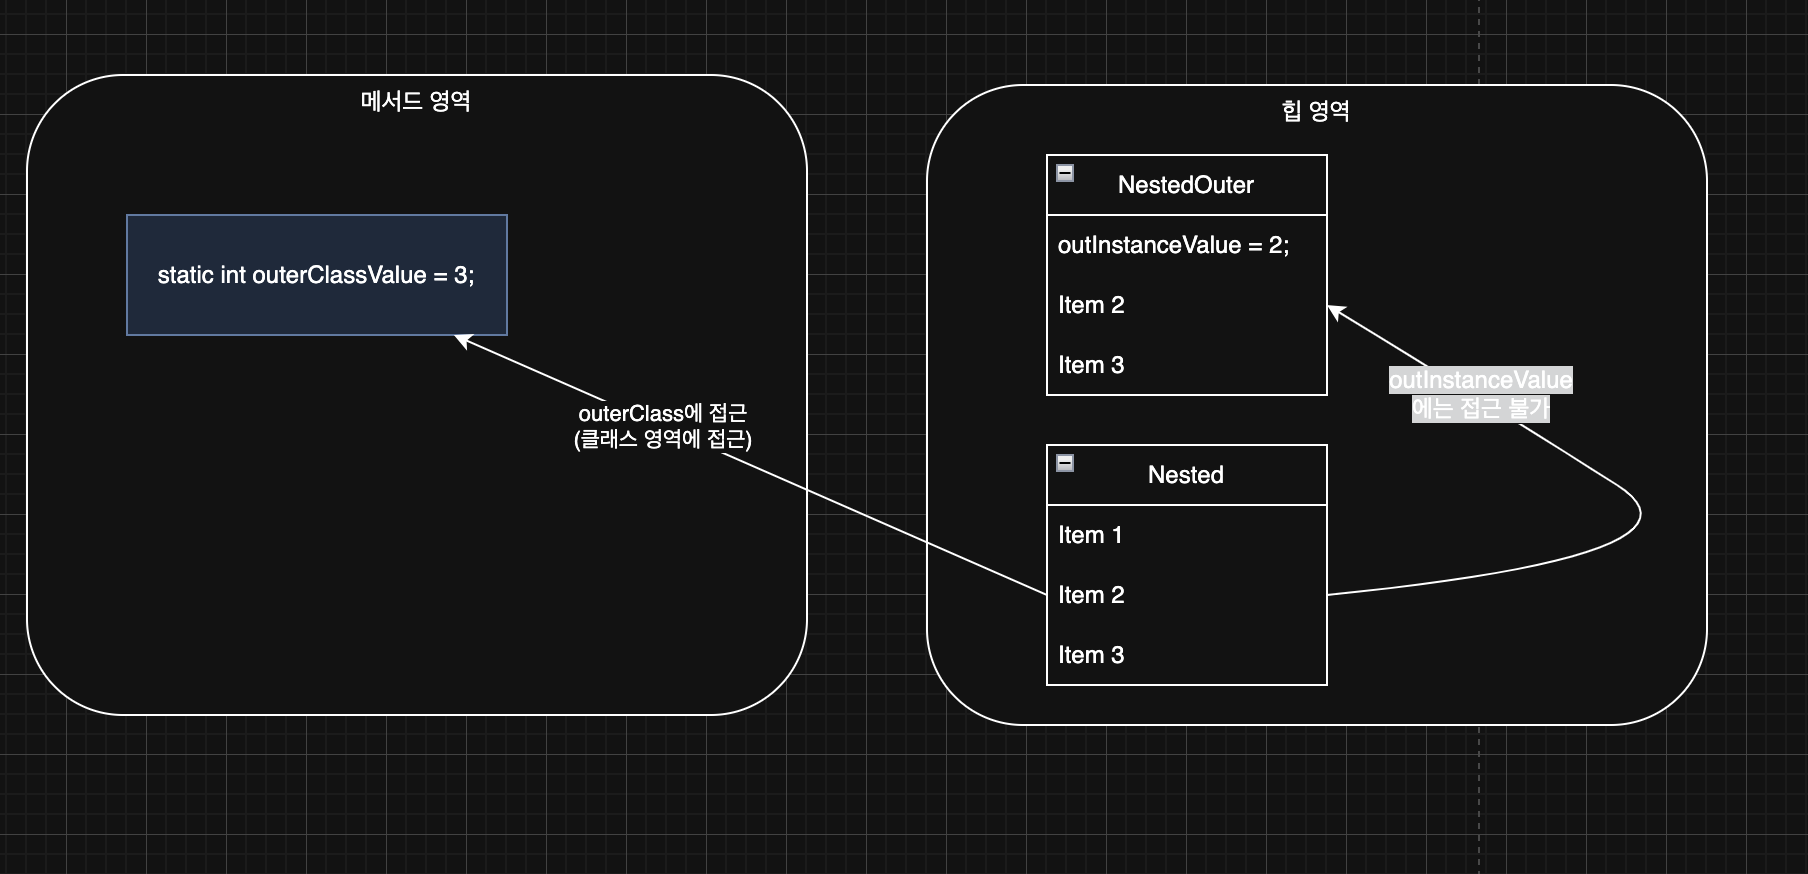 메서드 영역
static int outerClassValue = 3;
outerClass에 접근
(클래스 영역에 접근)
힙 영역
NestedOuter
outInstanceValue = 2;
Item 2
Item 3
outInstanceValue
에는 접근 불가
Nested
Item 1
Item 2
Item 3